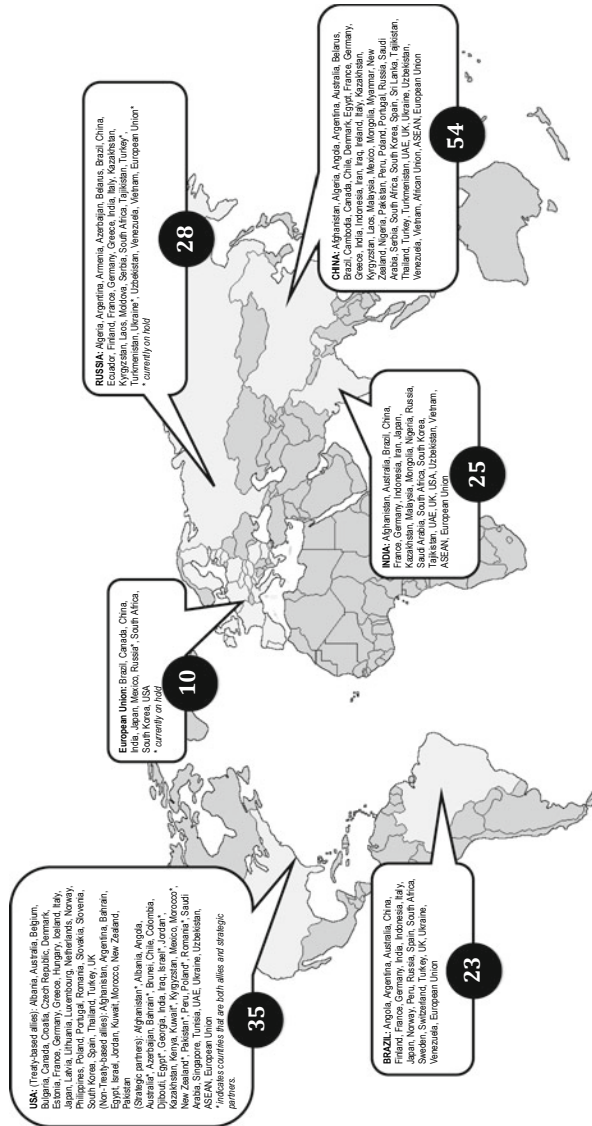 USA: (Treaty-based allies): Albania, Australia, Belgium,
Bulgaria, Canada, Croatia, Czech Republic, Denmark,
Estonia, France, Germany, Greece, Hungary, Iceland, Italy,
Japan, Latvia, Lithuania, Luxembourg, Netherlands, Norway,
Philippines, Poland, Portugal, Romania, Slovakia, Slovenia,
South Korea, Spain, Thailand, Turkey, UK
(Non-Treaty-based allies): Afghanistan, Argentina, Bahrain,
Egypt, Israel, Jordan, Kuwait, Morocco, New Zealand,
Pakistan
(Strategic partners): Afghanistan*, Albania, Angola,
Australia*, Azerbaijan, Bahrain*, Brunei, Chile, Colombia,
Djibouti, Egypt*, Georgia, India, Iraq, Israel*, Jordan*,
Kazakhstan, Kenya, Kuwait*, Kyrgyzstan, Mexico, Morocco*,
New Zealand*, Pakistan*, Peru, Poland*, Romania*, Saudi
Arabia, Singapore, Tunisia, UAE, Ukraine, Uzbekistan,
ASEAN, European Union
* indicates countries that are both allies and strategic
partners.
35
European Union: Brazil, Canada, China,
India, Japan, Mexico, Russia*, South Africa,
South Korea, USA
* currently on hold
10
RUSSIA: Algeria, Argentina, Armenia, Azerbaijan, Belarus, Brazil, China,
Ecuador, Finland, France, Germany, Greece, India, Italy, Kazakhstan,
Kyrgyzstan, Laos, Moldova, Serbia, South Africa, Tajikistan, Turkey*,
Turkmenistan, Ukraine*, Uzbekistan, Venezuela, Vietnam, European Union*
* currently on hold
28
BRAZIL: Angola, Argentina, Australia, China,
Finland, France, Germany, India, Indonesia, Italy,
Japan, Norway, Peru, Russia, Spain, South Africa,
Sweden, Switzerland, Turkey, UK, Ukraine,
Venezuela, European Union
23
INDIA: Afghanistan, Australia, Brazil, China,
France, Germany, Indonesia, Iran, Japan,
Kazakhstan, Malaysia, Mongolia, Nigeria, Russia,
Saudi Arabia, South Africa, South Korea,
Tajikistan, UAE, UK, USA, Uzbekistan, Vietnam,
ASEAN, European Union
25
CHINA: Afghanistan, Algeria, Angola, Argentina, Australia, Belarus,
Brazil, Cambodia, Canada, Chile, Denmark, Egypt, France, Germany,
Greece, India, Indonesia, Iran, Iraq, Ireland, Italy, Kazakhstan,
Kyrgyzstan, Laos, Malaysia, Mexico, Mongolia, Myanmar, New
Zealand, Nigeria, Pakistan, Peru, Poland, Portugal, Russia, Saudi
Arabia, Serbia, South Africa, South Korea, Spain, Sri Lanka, Tajikistan,
Thailand, Turkey, Turkmenistan, UAE, UK, Ukraine, Uzbekistan,
Venezuela, Vietnam, African Union, ASEAN, European Union
54